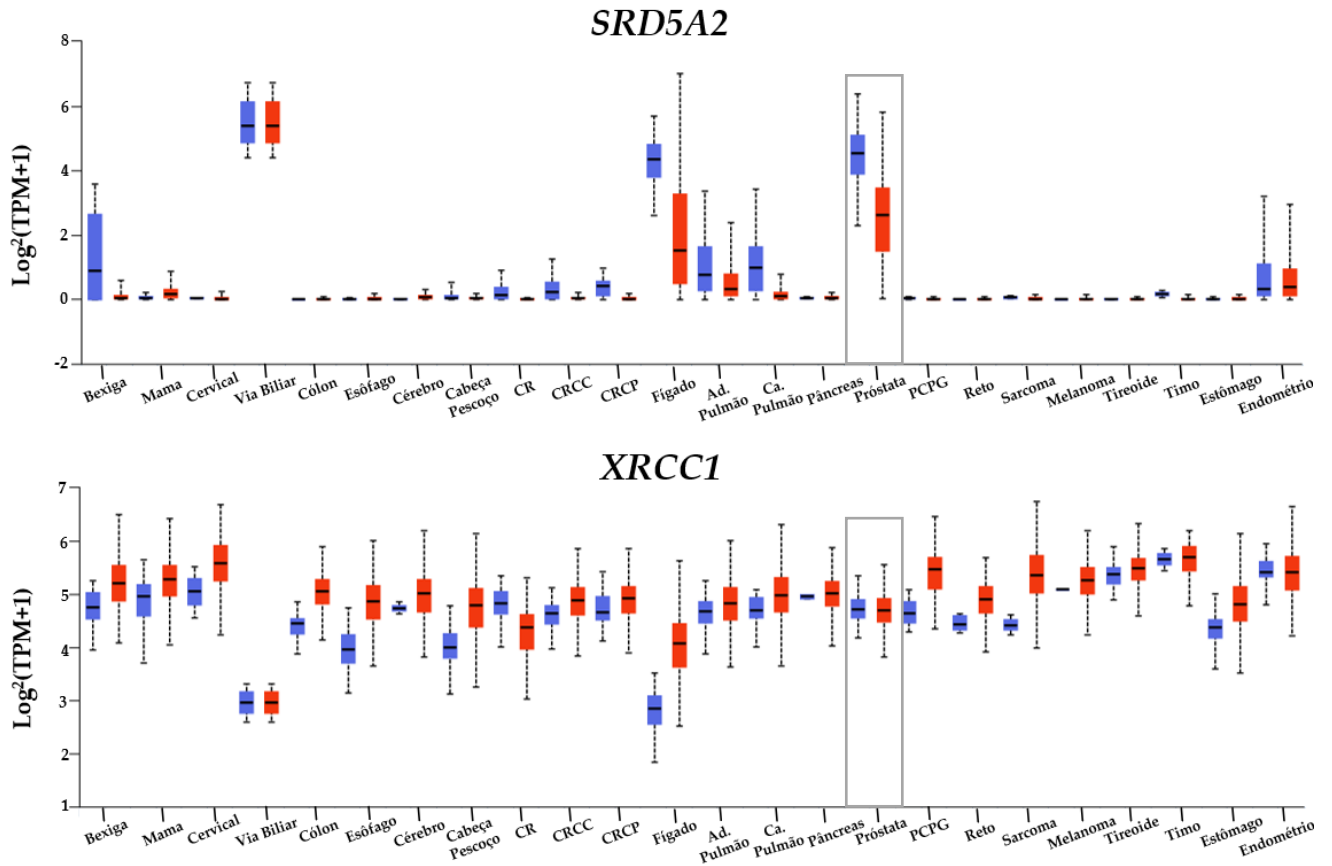 SRD5A2
8
6
4
2
0
-2
Log²(TPM+1)
Bexiga
Mama
Cervical
Via Biliar
Cólon
Esôfago
Cérebro
Cabeça
Pescoço
CR
CRCC
CRCP
Fígado
Ad.
Pulmão
Ca.
Pulmão
Pâncreas
Próstata
PCPG
Reto
Sarcoma
Melanoma
Tireoide
Timo
Estômago
Endométrio
XRCC1
7
6
5
4
3
2
1
Log²(TPM+1)
Bexiga
Mama
Cervical
Via Biliar
Cólon
Esôfago
Cérebro
Cabeça
Pescoço
CR
CRCC
CRCP
Fígado
Ad.
Pulmão
Ca.
Pulmão
Pâncreas
Próstata
PCPG
Reto
Sarcoma
Melanoma
Tireoide
Timo
Estômago
Endométrio